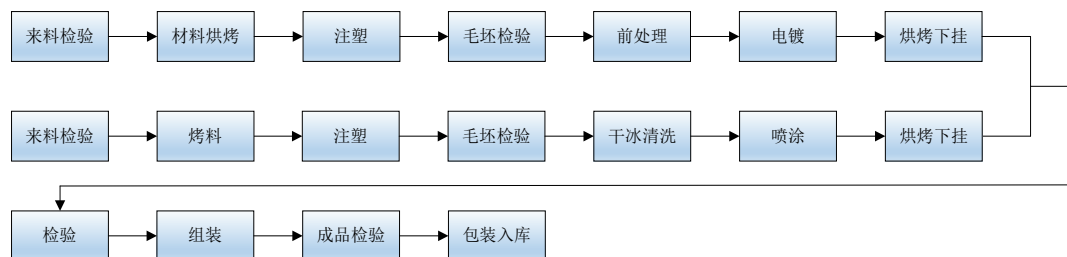 来料检验 材料烘烤 注塑 毛坯检验 前处理 电镀 烘烤下挂
来料检验 烤料 注塑 毛坯检验 干冰清洗 喷涂 烘烤下挂
检验 组装 成品检验 包装入库